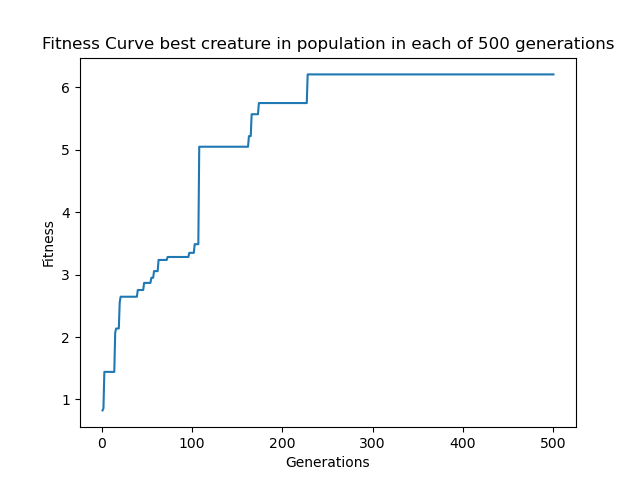 Fitness Curve best creature in population in each of 500 generations
6
5
4
3
2
1
Fitness
0 100 200 300 400 500
Generations